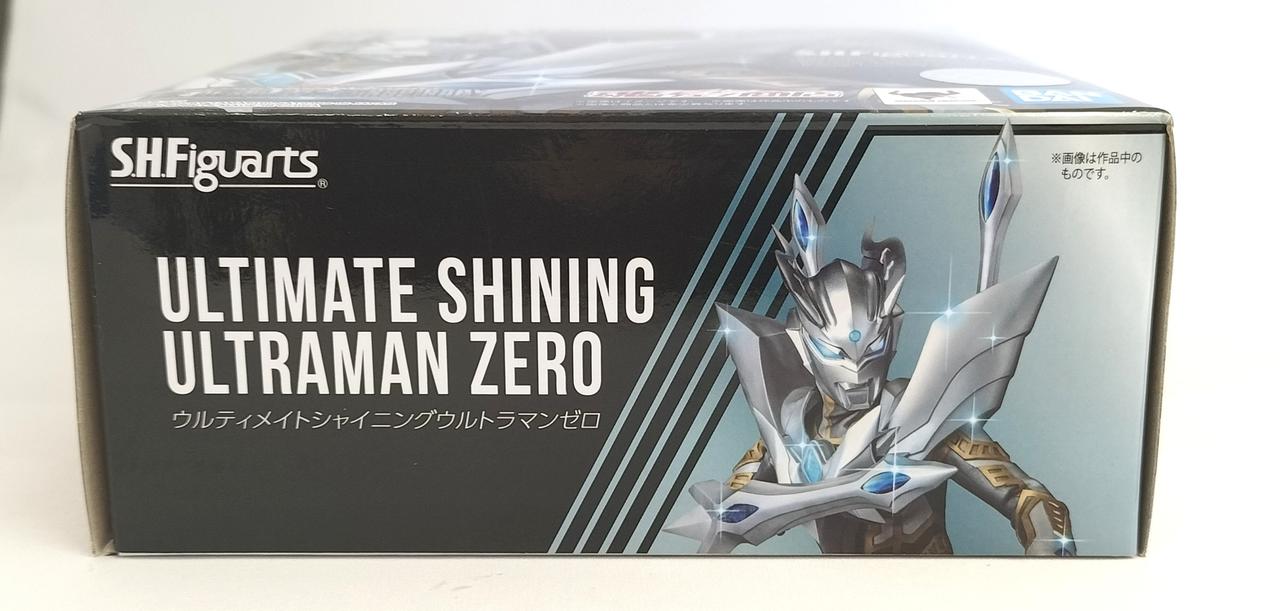 S.H.Figuarts
S.H.Figuarts®
ULTIMATE SHINING
ULTRAMAN ZERO
ウルティメイトシャイニングウルトラマンゼロ
※画像は作品中の
ものです。